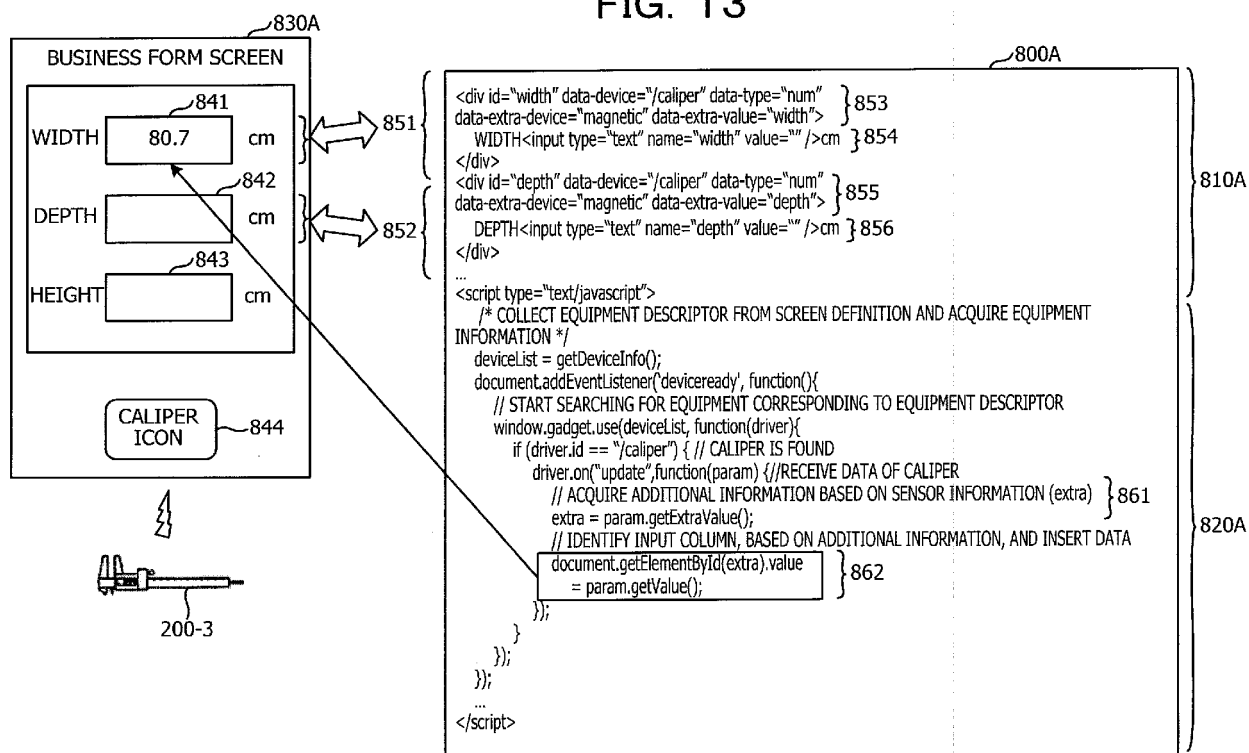 FIG. 13
830A
BUSINESS FORM SCREEN
841
WIDTH 80.7 cm
842
DEPTH cm
843
HEIGHT cm
CALIPER
ICON
844
200-3
851
852
800A
<div id="width" data-device="/caliper" data-type="num"
data-extra-device="magnetic" data-extra-value="width">
853
WIDTH<input type="text" name="width" value="" />cm
854
</div>
<div id="depth" data-device="/caliper" data-type="num"
data-extra-device="magnetic" data-extra-value="depth">
855
DEPTH<input type="text" name="depth" value="" />cm
856
</div>
...
810A
<script type="text/javascript">
/* COLLECT EQUIPMENT DESCRIPTOR FROM SCREEN DEFINITION AND ACQUIRE EQUIPMENT
INFORMATION */
deviceList = getDeviceInfo();
document.addEventListener('deviceready', function(){
// START SEARCHING FOR EQUIPMENT CORRESPONDING TO EQUIPMENT DESCRIPTOR
window.gadget.use(deviceList, function(driver){
if (driver.id == "/caliper") { // CALIPER IS FOUND
driver.on("update",function(param) {//RECEIVE DATA OF CALIPER
// ACQUIRE ADDITIONAL INFORMATION BASED ON SENSOR INFORMATION (extra)
extra = param.getExtraValue();
861
// IDENTIFY INPUT COLUMN, BASED ON ADDITIONAL INFORMATION, AND INSERT DATA
document.getElementById(extra).value
= param.getValue();
862
});
}
});
});
...
</script>
820A